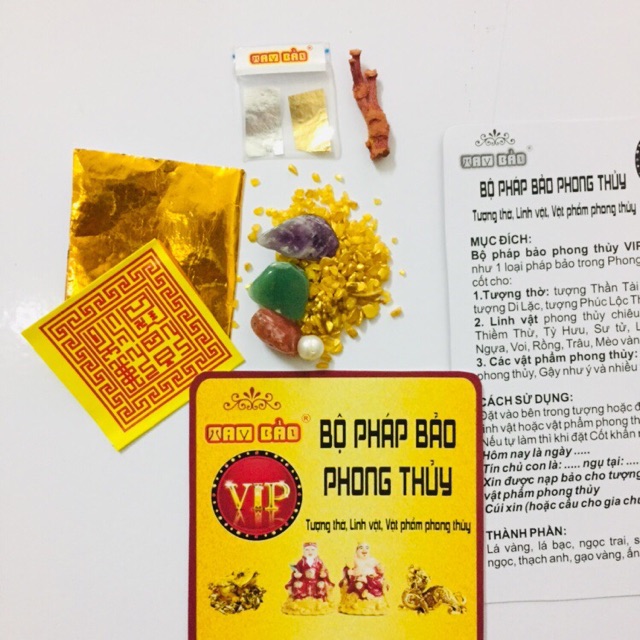 TAM BẢO
TAM BẢO
BỘ PHÁP BẢO PHONG THỦY
Tượng thờ, Linh vật, Vật phẩm phong thủy
MỤC ĐÍCH:
Bộ pháp bảo phong thủy VIP
như 1 loại pháp bảo trong Phong
cốt cho:
1.Tượng thờ: tượng Thần Tài
tượng Di Lặc, tượng Phúc Lộc Th
2. Linh vật phong thủy chiêu
Thiềm Thừ, Tỳ Hưu, Sư tử, L
Ngựa, Voi, Rồng, Trâu, Mèo vàn
3. Các vật phẩm phong thủy:
phong thủy, Gậy như ý và nhiều
CÁCH SỬ DỤNG:
Đặt vào bên trong tượng hoặc đ
inh vật hoặc vật phẩm phong th
Nếu tự làm thì khi đặt Cốt khấn n
Hôm nay là ngày .....
Tín chủ con là: ..... ngụ tại: ....
Xin được nạp bảo cho tượng
vật phẩm phong thủy
Cúi xin (hoặc cầu cho gia ch
THÀNH PHẦN:
Lá vàng, lá bạc, ngọc trai, s
ngọc, thạch anh, gạo vàng, ấn
TAM BẢO ®
BỘ PHÁP BẢO
PHONG THỦY
VIP
Tượng thờ, Linh vật, Vật phẩm phong thủy